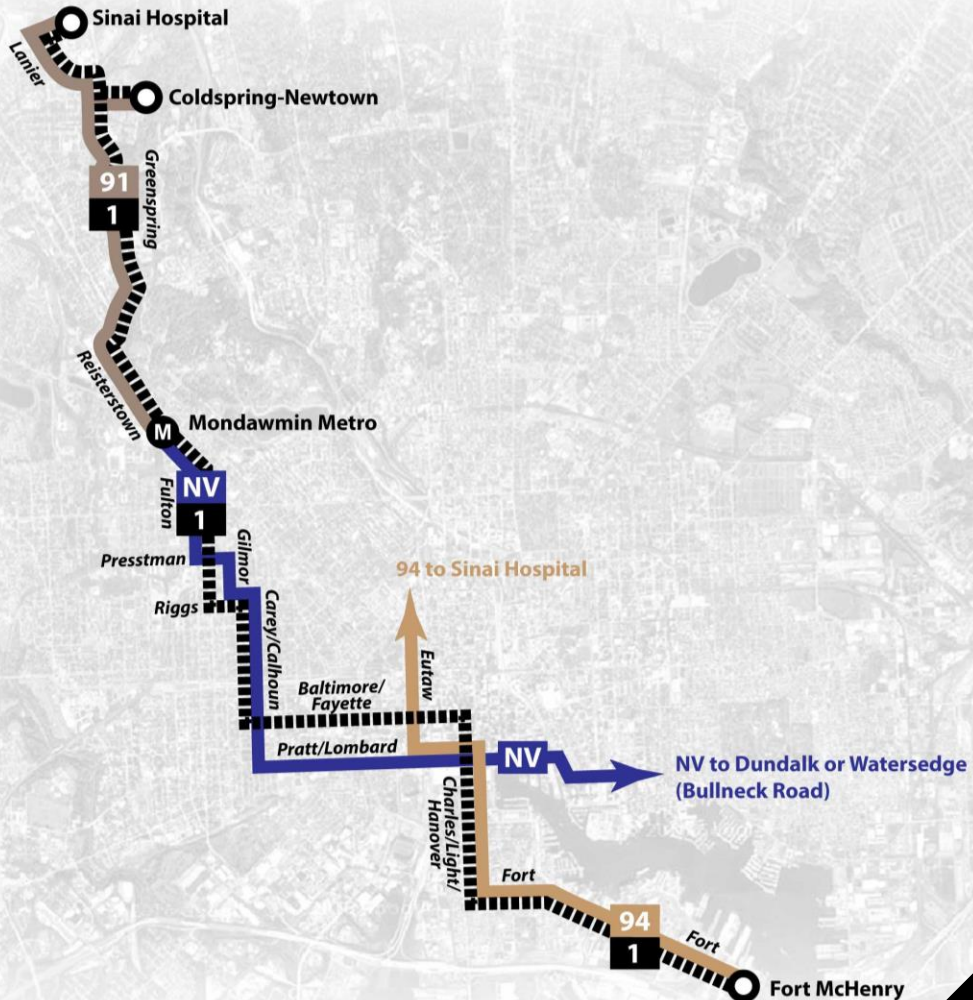 Sinai Hospital
Lanier
Coldspring-Newtown
Greenspring
91
1
Reisterstown
M
Mondawmin Metro
NV
1
Fulton
Presstman
Gilmor
Riggs
Carey/Calhoun
94 to Sinai Hospital
Eutaw
Baltimore/
Fayette
Pratt/Lombard
NV
NV to Dundalk or Watersedge
(Bullneck Road)
Charles/Light/
Hanover
Fort
94
1
Fort
Fort McHenry